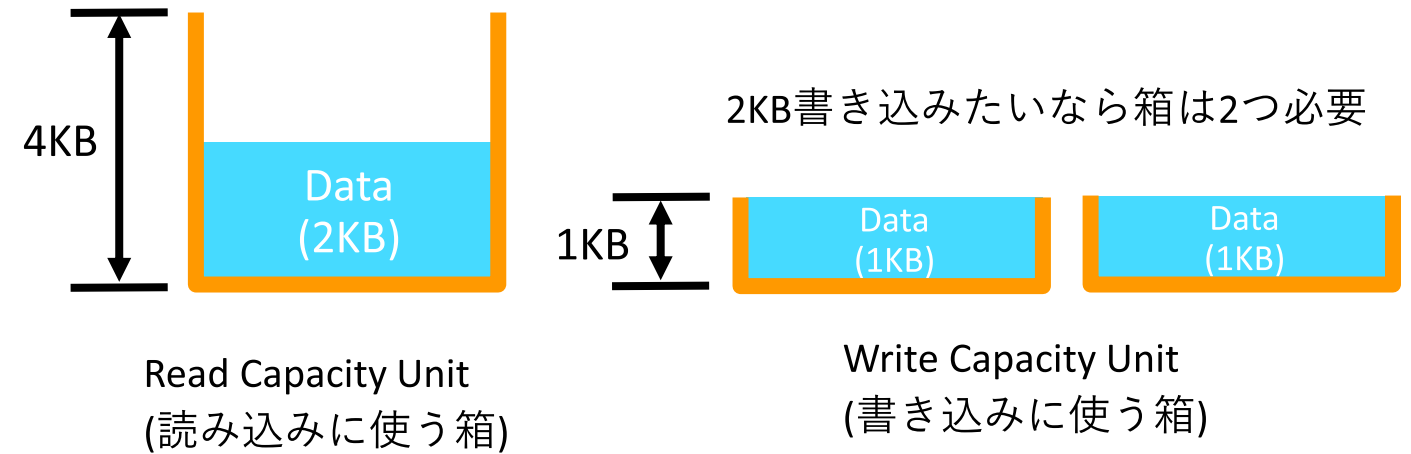 4KB
Data
(2KB)
Read Capacity Unit
(読み込みに使う箱)
2KB書き込みたいなら箱は2つ必要
1KB
Data
(1KB)
Data
(1KB)
Write Capacity Unit
(書き込みに使う箱)